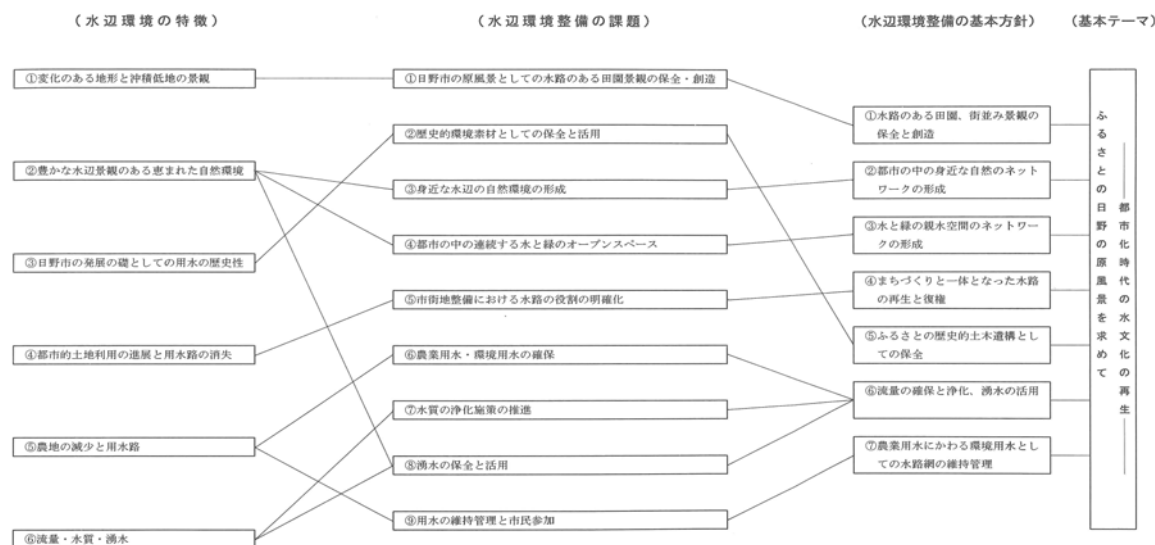 (水辺環境の特徴)
(水辺環境整備の課題)
(水辺環境整備の基本方針)
(基本テーマ)
①変化のある地形と沖積低地の景観
②豊かな水辺景観のある恵まれた自然環境
③日野市の発展の礎としての用水の歴史性
④都市的土地利用の進展と用水路の消失
⑤農地の減少と用水路
⑥流量・水質・湧水
①日野市の原風景としての水路のある田園景観の保全・創造
②歴史的環境素材としての保全と活用
③身近な水辺の自然環境の形成
④都市の中の連続する水と緑のオープンスペース
⑤市街地整備における水路の役割の明確化
⑥農業用水・環境用水の確保
⑦水質の浄化施策の推進
⑧湧水の保全と活用
⑨用水の維持管理と市民参加
①水路のある田園、街並み景観の
保全と創造
②都市の中の身近な自然のネット
ワークの形成
③水と緑の親水空間のネットワー
クの形成
④まちづくりと一体となった水路
の再生と復権
⑤ふるさとの歴史的土木遺構とし
ての保全
⑥流量の確保と浄化、湧水の活用
⑦農業用水にかわる環境用水とし
ての水路網の維持管理
――都市化時代の水文化の再生――
ふるさとの日野の原風景を求めて